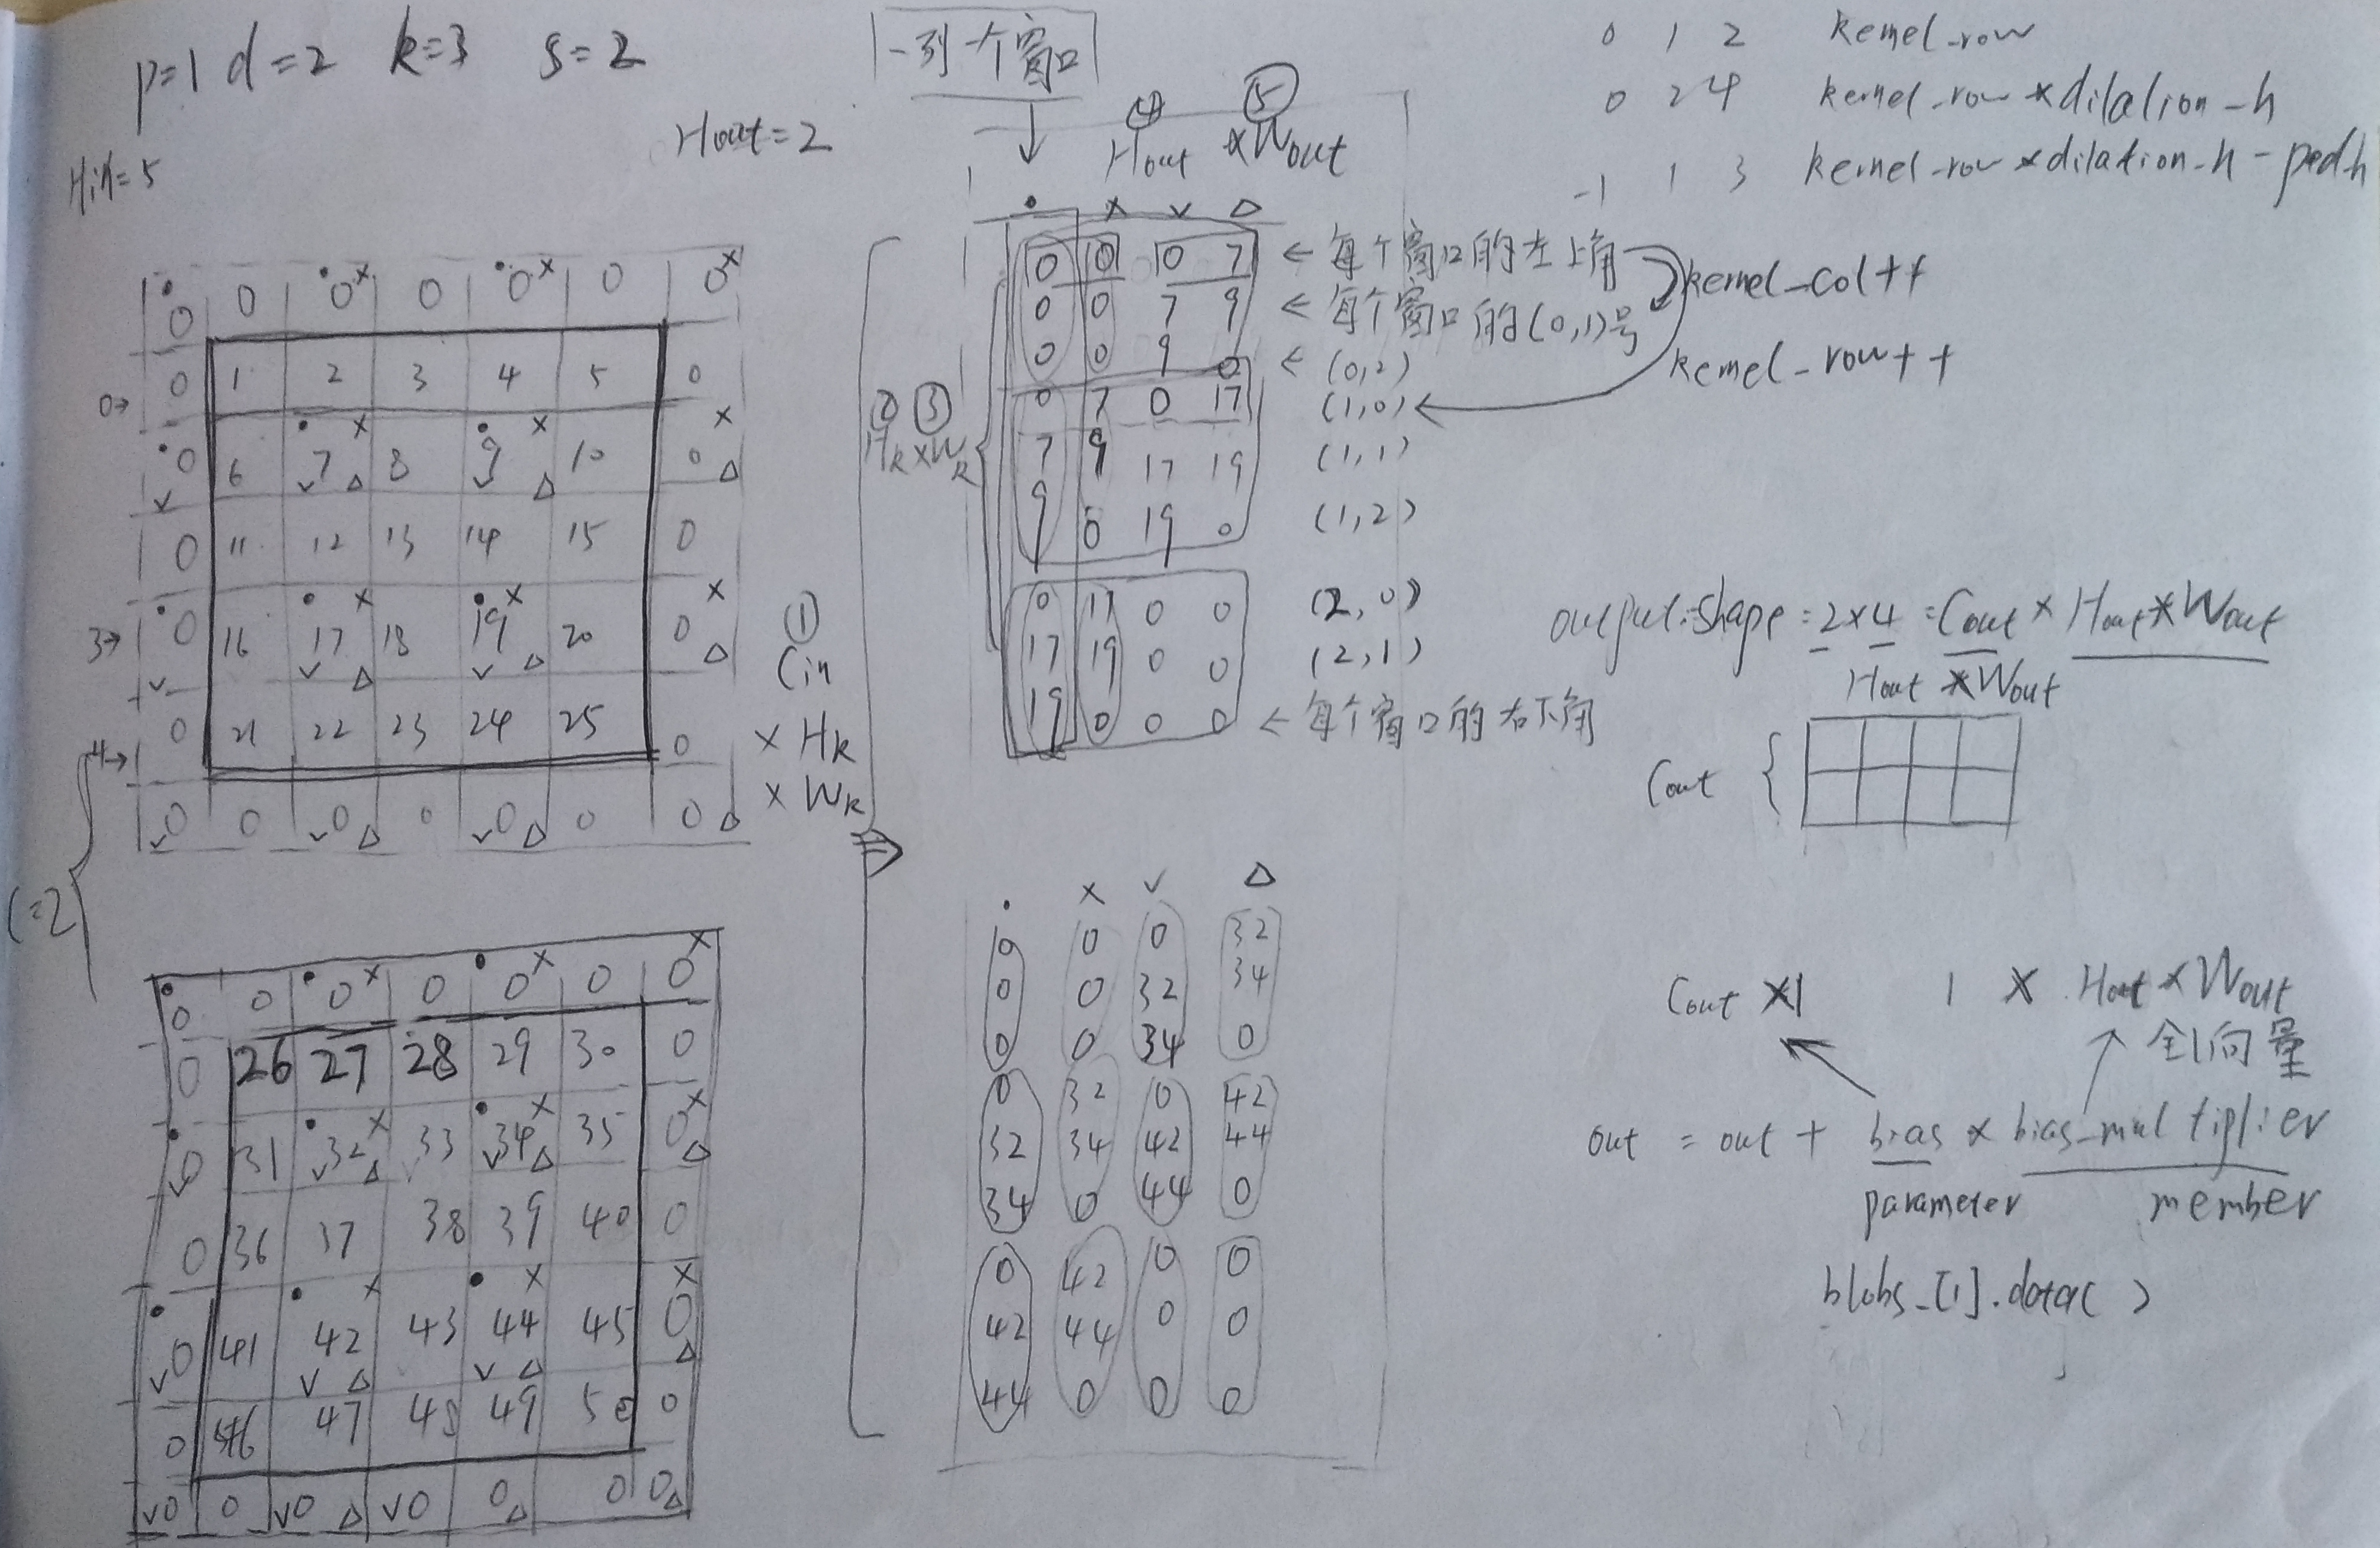 p=1 d=2 k=3 s=2
Hin=5
Hout=2
一列一个窗口
④ ⑤
Hout × Wout
0 1 2 kernel_row
0 2 4 kernel_row × dilation_h
-1 1 3 kernel_row × dilation_h - pad_h
0 0 0 0 0 0 0
0 1 2 3 4 5 0
0 6 7 8 9 10 0
0 11 12 13 14 15 0
0 16 17 18 19 20 0
0 21 22 23 24 25 0
0 0 0 0 0 0 0
0→
3→
4→
C=2
①
Cin
× Hk
× Wk
② ③
Hk × Wk
• × ∨ △
0 0 0 7 ← 每个窗口的左上角
0 0 7 9 ← 每个窗口的(0,1)号
0 0 9 0 ← (0,2)
0 7 0 17 (1,0)
7 9 17 19 (1,1)
9 0 19 0 (1,2)
0 17 0 0 (2,0)
17 19 0 0 (2,1)
19 0 0 0 ← 每个窗口的右下角
kernel_col++
kernel_row++
output.shape = 2×4 = Cout × Hout*Wout
Hout * Wout
Cout {
0 0 0 0 0 0 0
0 26 27 28 29 30 0
0 31 32 33 34 35 0
0 36 37 38 39 40 0
0 41 42 43 44 45 0
0 46 47 48 49 50 0
0 0 0 0 0 0 0
⇒
• × ∨ △
0 0 0 32
0 0 32 34
0 0 34 0
0 32 0 42
32 34 42 44
34 0 44 0
0 42 0 0
42 44 0 0
44 0 0 0
Cout × 1 1 × Hout × Wout
全1向量
out = out + bias × bias_multiplier
parameter member
blobs_[1].data()